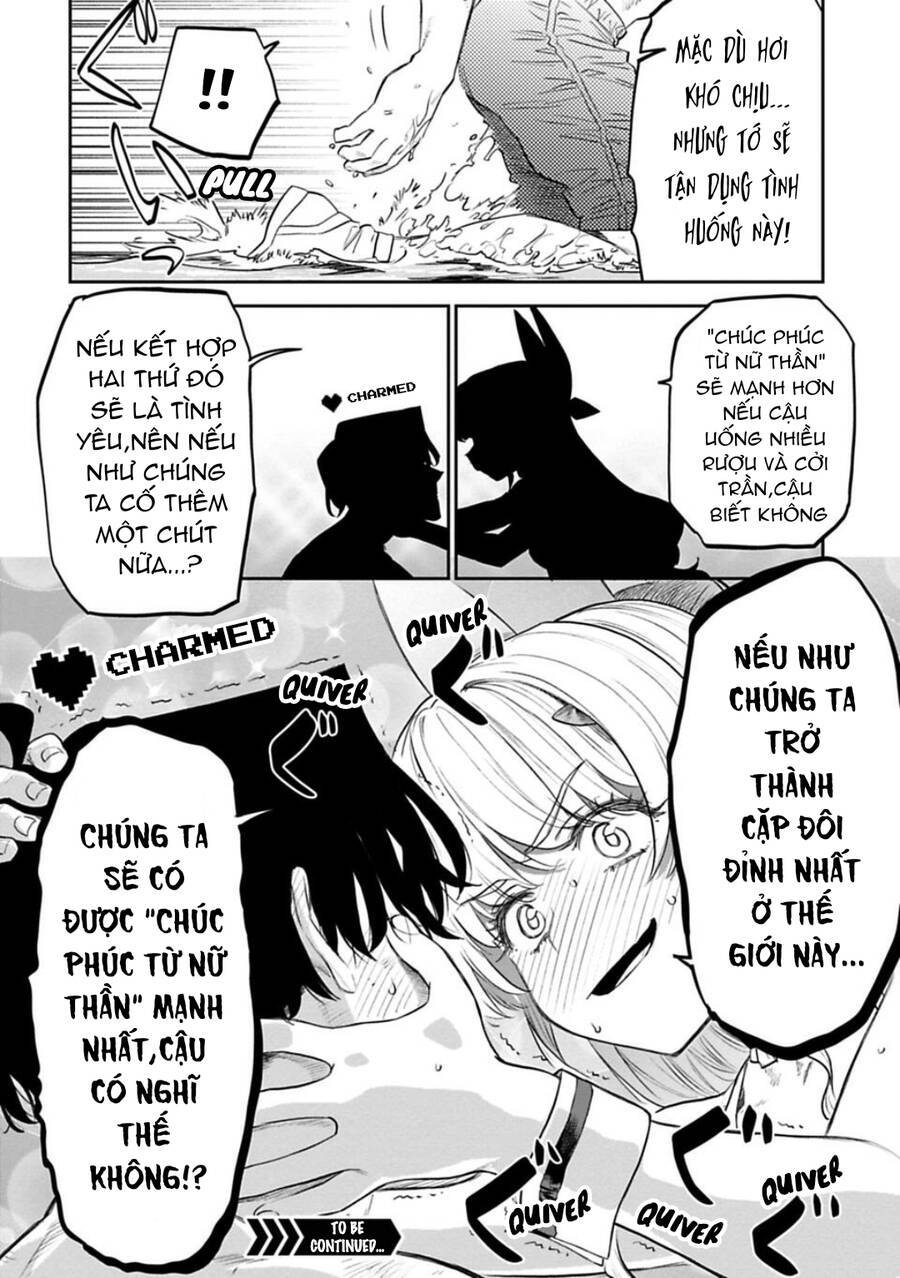 MẶC DÙ HƠI
KHÓ CHỊU...
NHƯNG TỚ SẼ
TẬN DỤNG TÌNH
HUỐNG NÀY!
!!
PULL
"CHÚC PHÚC
TỪ NỮ THẦN"
SẼ MẠNH HƠN
NẾU CẬU
UỐNG NHIỀU
RƯỢU VÀ CỞI
TRẦN,CẬU
BIẾT KHÔNG
CHARMED
NẾU KẾT HỢP
HAI THỨ ĐÓ
SẼ LÀ TÌNH
YÊU,NÊN NẾU
NHƯ CHÚNG
TA CỐ THÊM
MỘT CHÚT
NỮA...?
NẾU NHƯ
CHÚNG TA
TRỞ
THÀNH
CẶP ĐÔI
ĐỈNH NHẤT
Ở THẾ
GIỚI NÀY...
QUIVER
QUIVER
CHARMED
CHÚNG TA
SẼ CÓ
ĐƯỢC "CHÚC
PHÚC TỪ NỮ
THẦN" MẠNH
NHẤT,CẬU
CÓ NGHĨ
THẾ
KHÔNG!?
QUIVER
QUIVER
QUIVER
TO BE
CONTINUED...